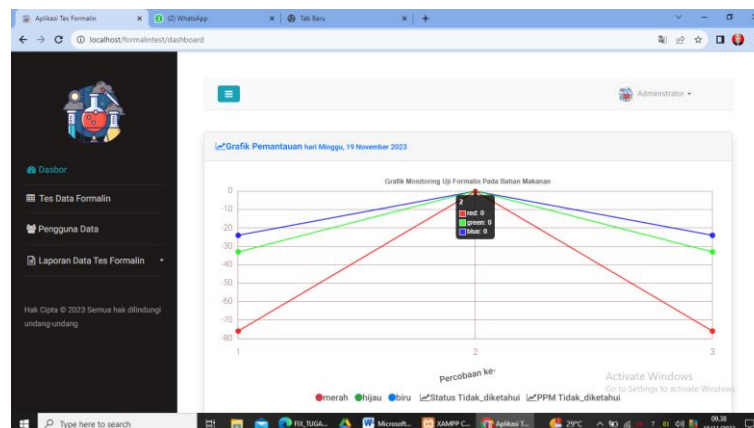 Aplikasi Tes Formalin
(2) WhatsApp
Tab Baru
localhost/formalintest/dashboard
Administrator
Dasbor
Tes Data Formalin
Pengguna Data
Laporan Data Tes Formalin
Hak Cipta © 2023 Semua hak dilindungi
undang-undang
Grafik Pemantauan hari Minggu, 19 November 2023
Grafik Monitoring Uji Formalin Pada Bahan Makanan
0
-10
-20
-30
-40
-50
-60
-70
-80
2
red: 0
green: 0
blue: 0
1 2 3
Percobaan ke-
merah hijau biru Status Tidak_diketahui PPM Tidak_diketahui
Activate Windows
Go to Settings to activate Windows.
Type here to search
FIX_TUGA...
Microsoft...
XAMPP C...
Aplikasi T...
29°C
09.38